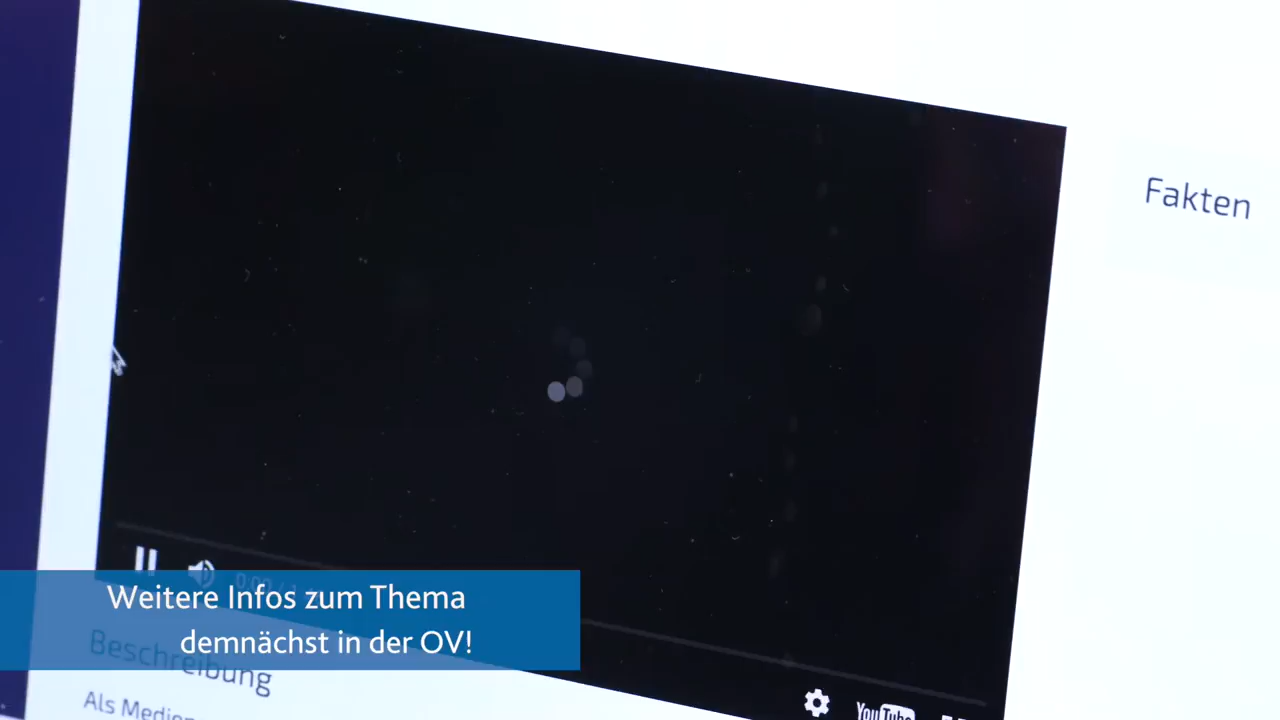 Fakten
Weitere Infos zum Thema
demnächst in der OV!
Beschreibung
YouTube